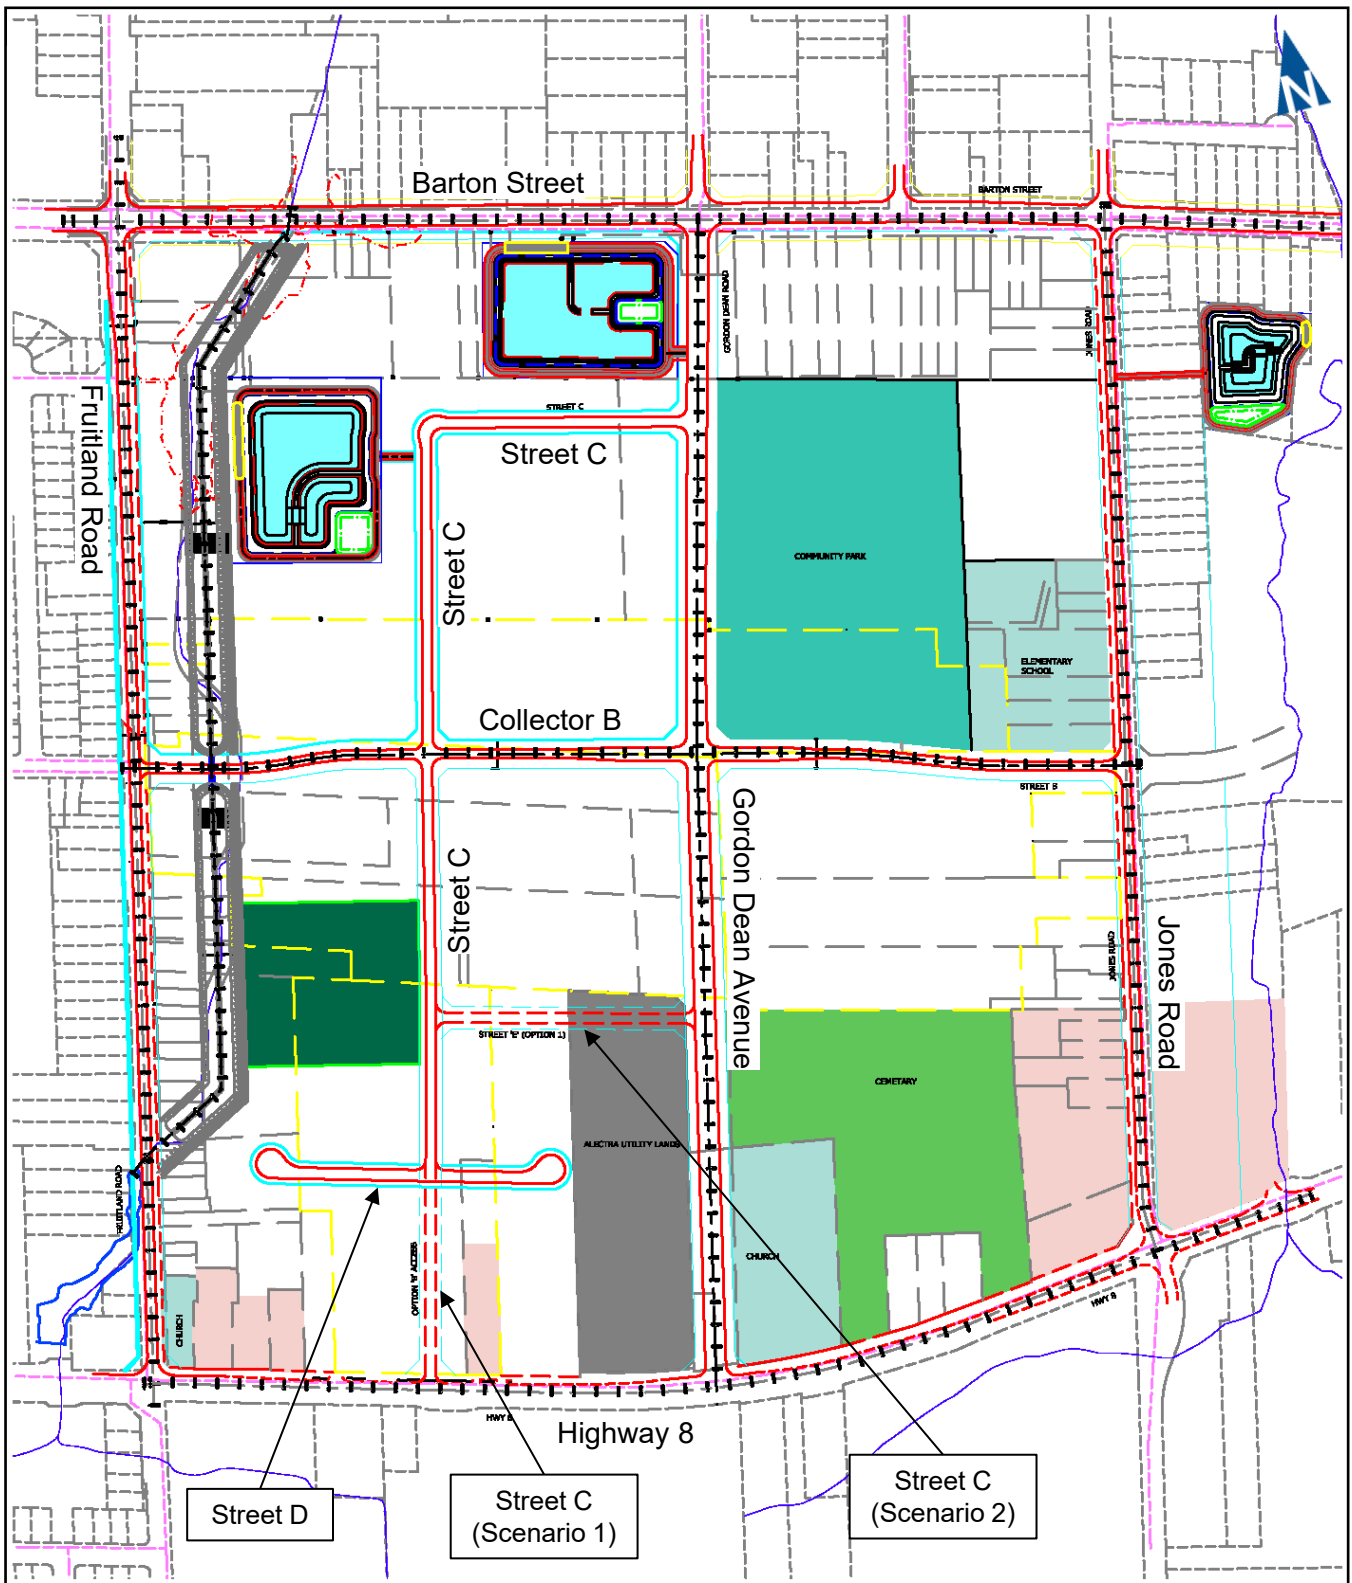 N
Barton Street
BARTON STREET
GORDON DEAN ROAD
JONES ROAD
Fruitland Road
STREET C
Street C
Street C
COMMUNITY PARK
ELEMENTARY
SCHOOL
Collector B
STREET B
Gordon Dean Avenue
Street C
Jones Road
JONES ROAD
STREET 'E' (OPTION 1)
CEMETARY
ALECTRA UTILITY LANDS
FRUITLAND ROAD
OPTION 'B' ACCESS
CHURCH
CHURCH
HWY 8
HWY 8
Highway 8
Street D
Street C
(Scenario 1)
Street C
(Scenario 2)